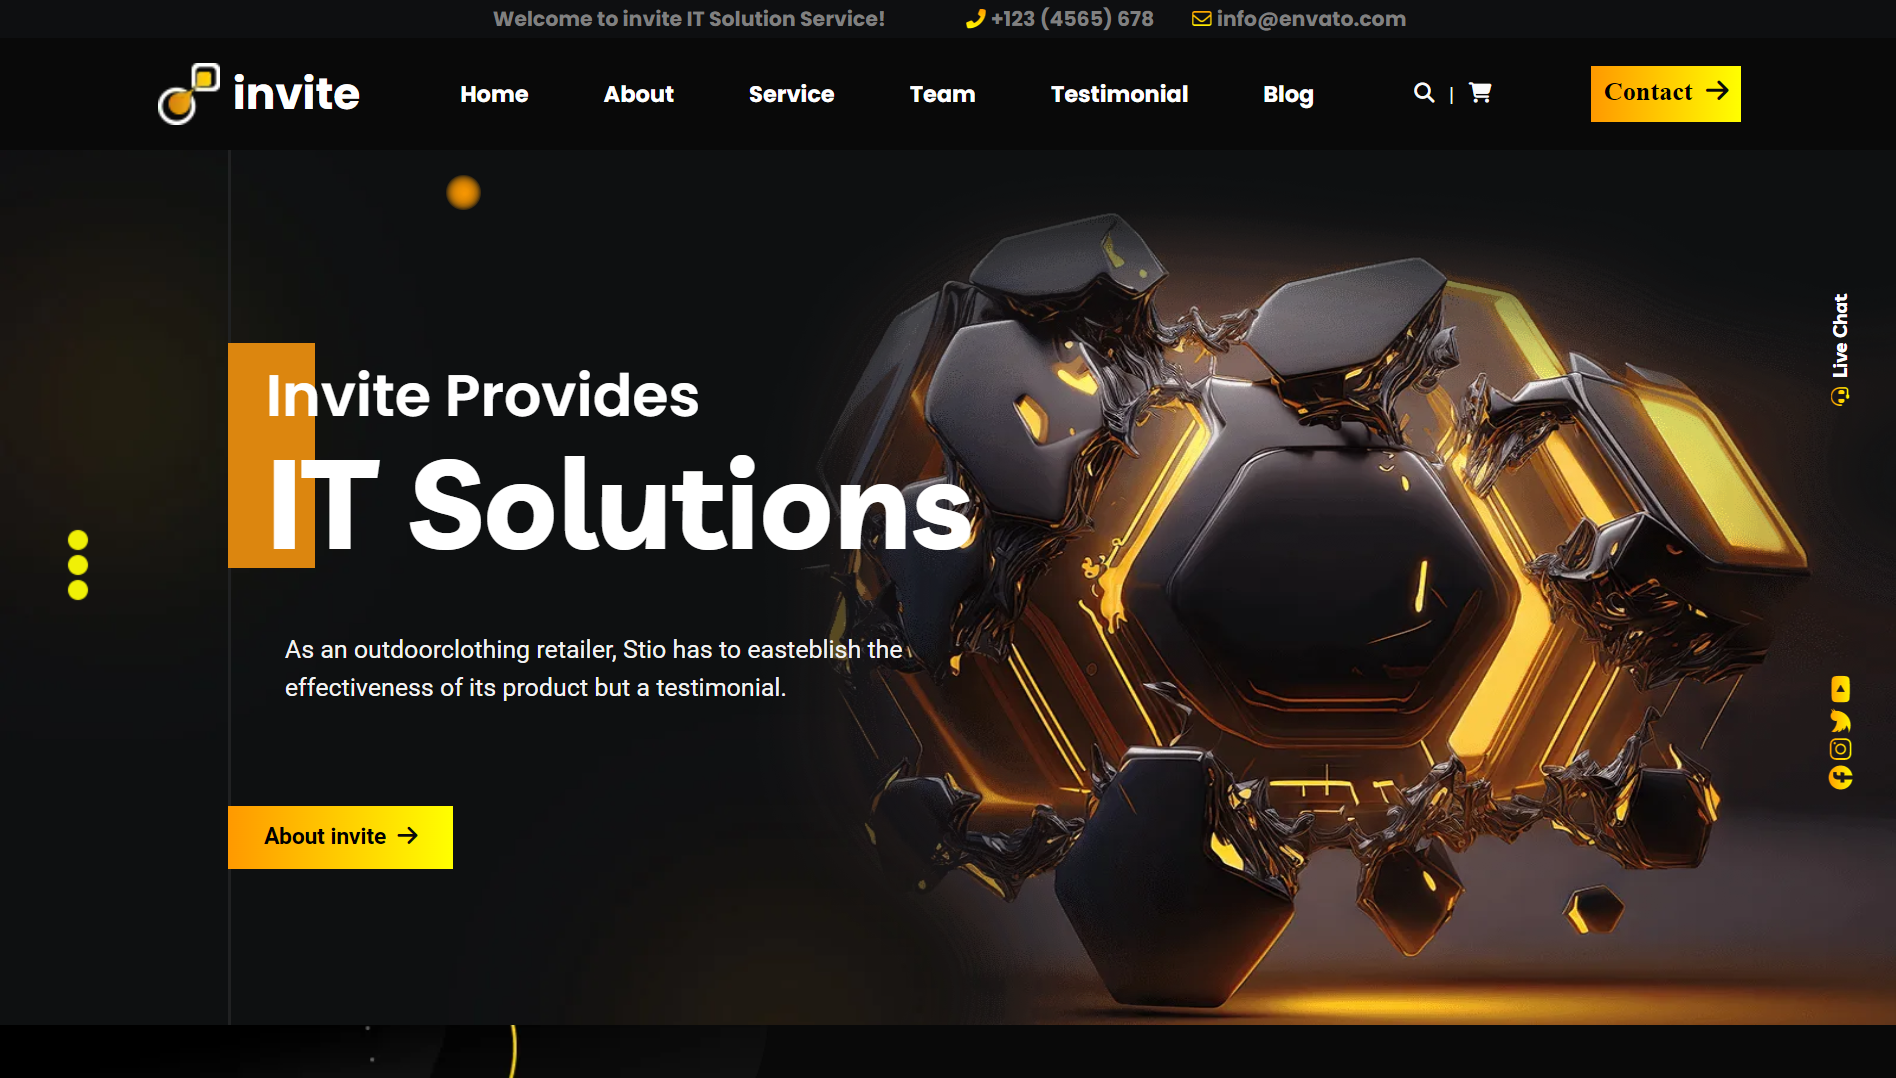 Welcome to invite IT Solution Service! +123 (4565) 678 info@envato.com
invite Home About Service Team Testimonial Blog | Contact
Live Chat
Invite Provides
IT Solutions
As an outdoorclothing retailer, Stio has to easteblish the
effectiveness of its product but a testimonial.
About invite